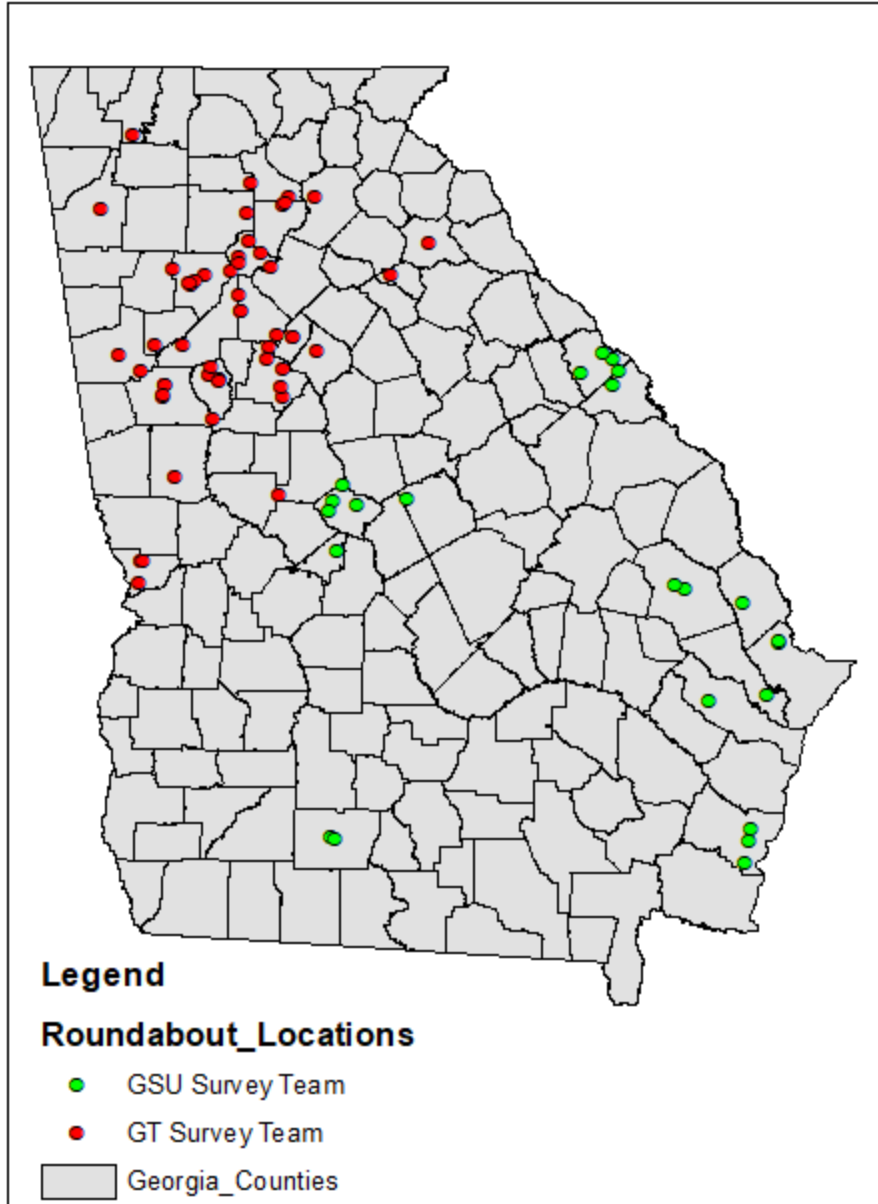 Legend
Roundabout_Locations
GSU Survey Team
GT Survey Team
Georgia_Counties